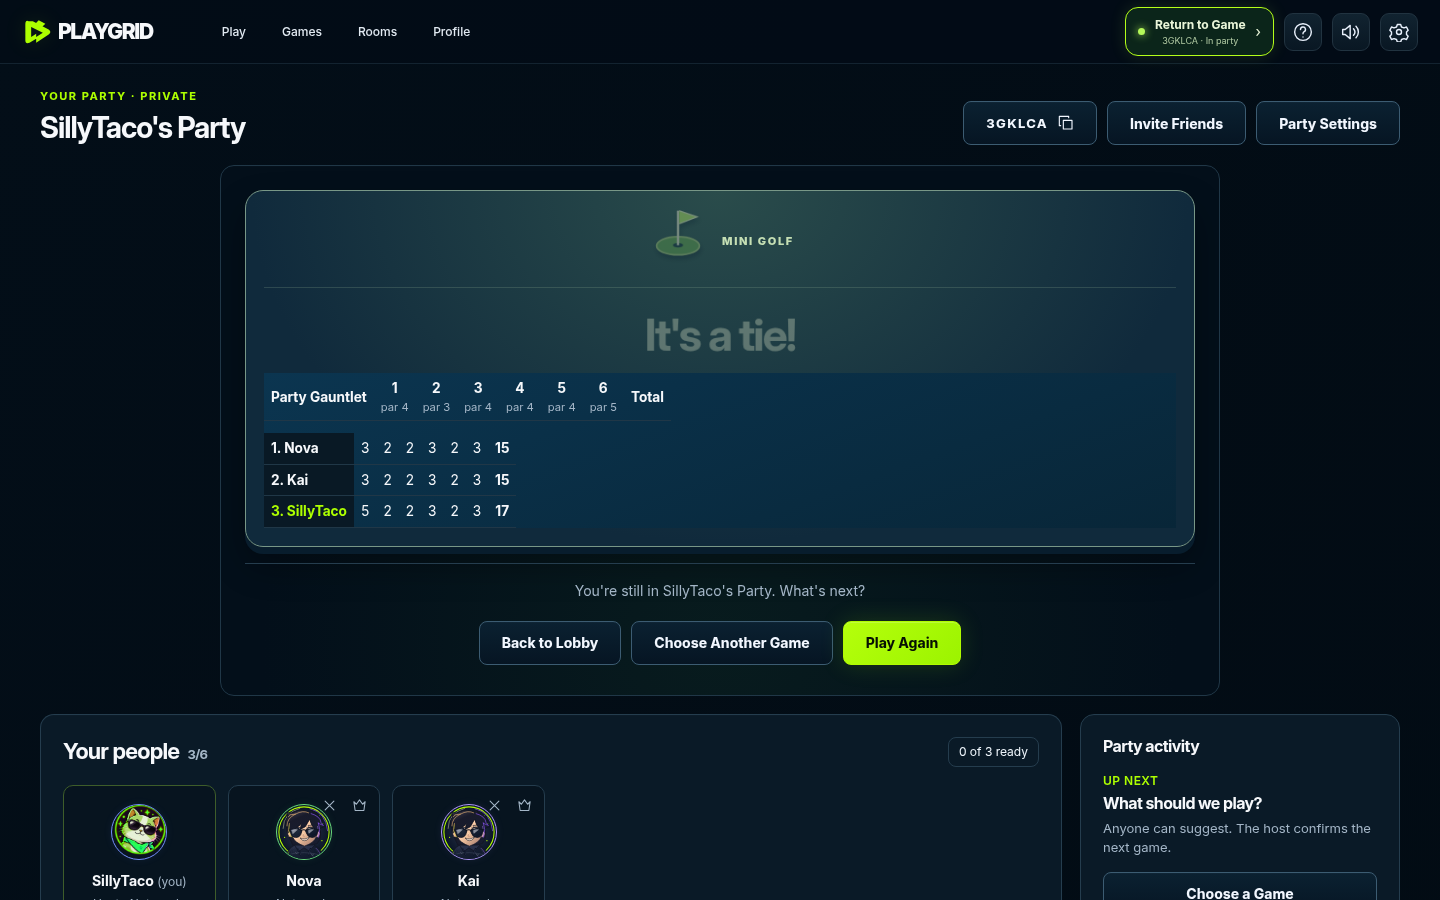 PLAYGRID Play Games Rooms Profile Return to Game
3GKLCA · In party
YOUR PARTY · PRIVATE
SillyTaco's Party
3GKLCA Invite Friends Party Settings
MINI GOLF
It's a tie!
Party Gauntlet 1 2 3 4 5 6 Total
par 4 par 3 par 4 par 4 par 4 par 5
1. Nova 3 2 2 3 2 3 15
2. Kai 3 2 2 3 2 3 15
3. SillyTaco 5 2 2 3 2 3 17
You're still in SillyTaco's Party. What's next?
Back to Lobby Choose Another Game Play Again
Your people 3/6 0 of 3 ready
SillyTaco (you) Nova Kai
Party activity
UP NEXT
What should we play?
Anyone can suggest. The host confirms the
next game.
Choose a Game